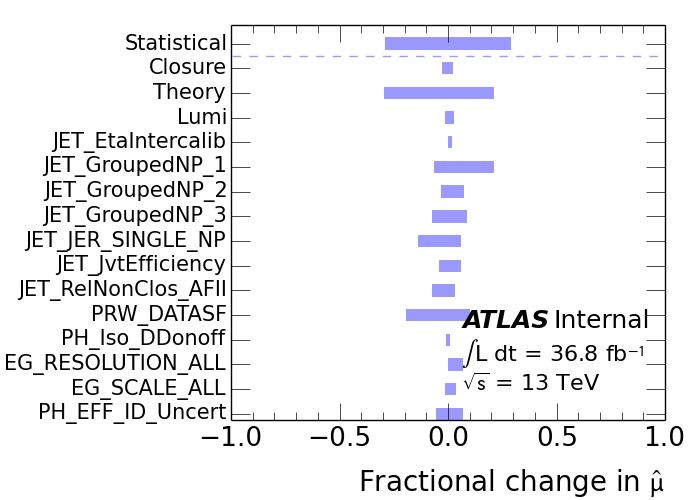 Statistical
Closure
Theory
Lumi
JET_EtaIntercalib
JET_GroupedNP_1
JET_GroupedNP_2
JET_GroupedNP_3
JET_JER_SINGLE_NP
JET_JvtEfficiency
JET_RelNonClos_AFII
PRW_DATASF
ATLAS Internal
PH_Iso_DDonoff
∫L dt = 36.8 fb⁻¹
EG_RESOLUTION_ALL
√s = 13 TeV
EG_SCALE_ALL
PH_EFF_ID_Uncert
−1.0 −0.5 0.0 0.5 1.0
Fractional change in μ̂